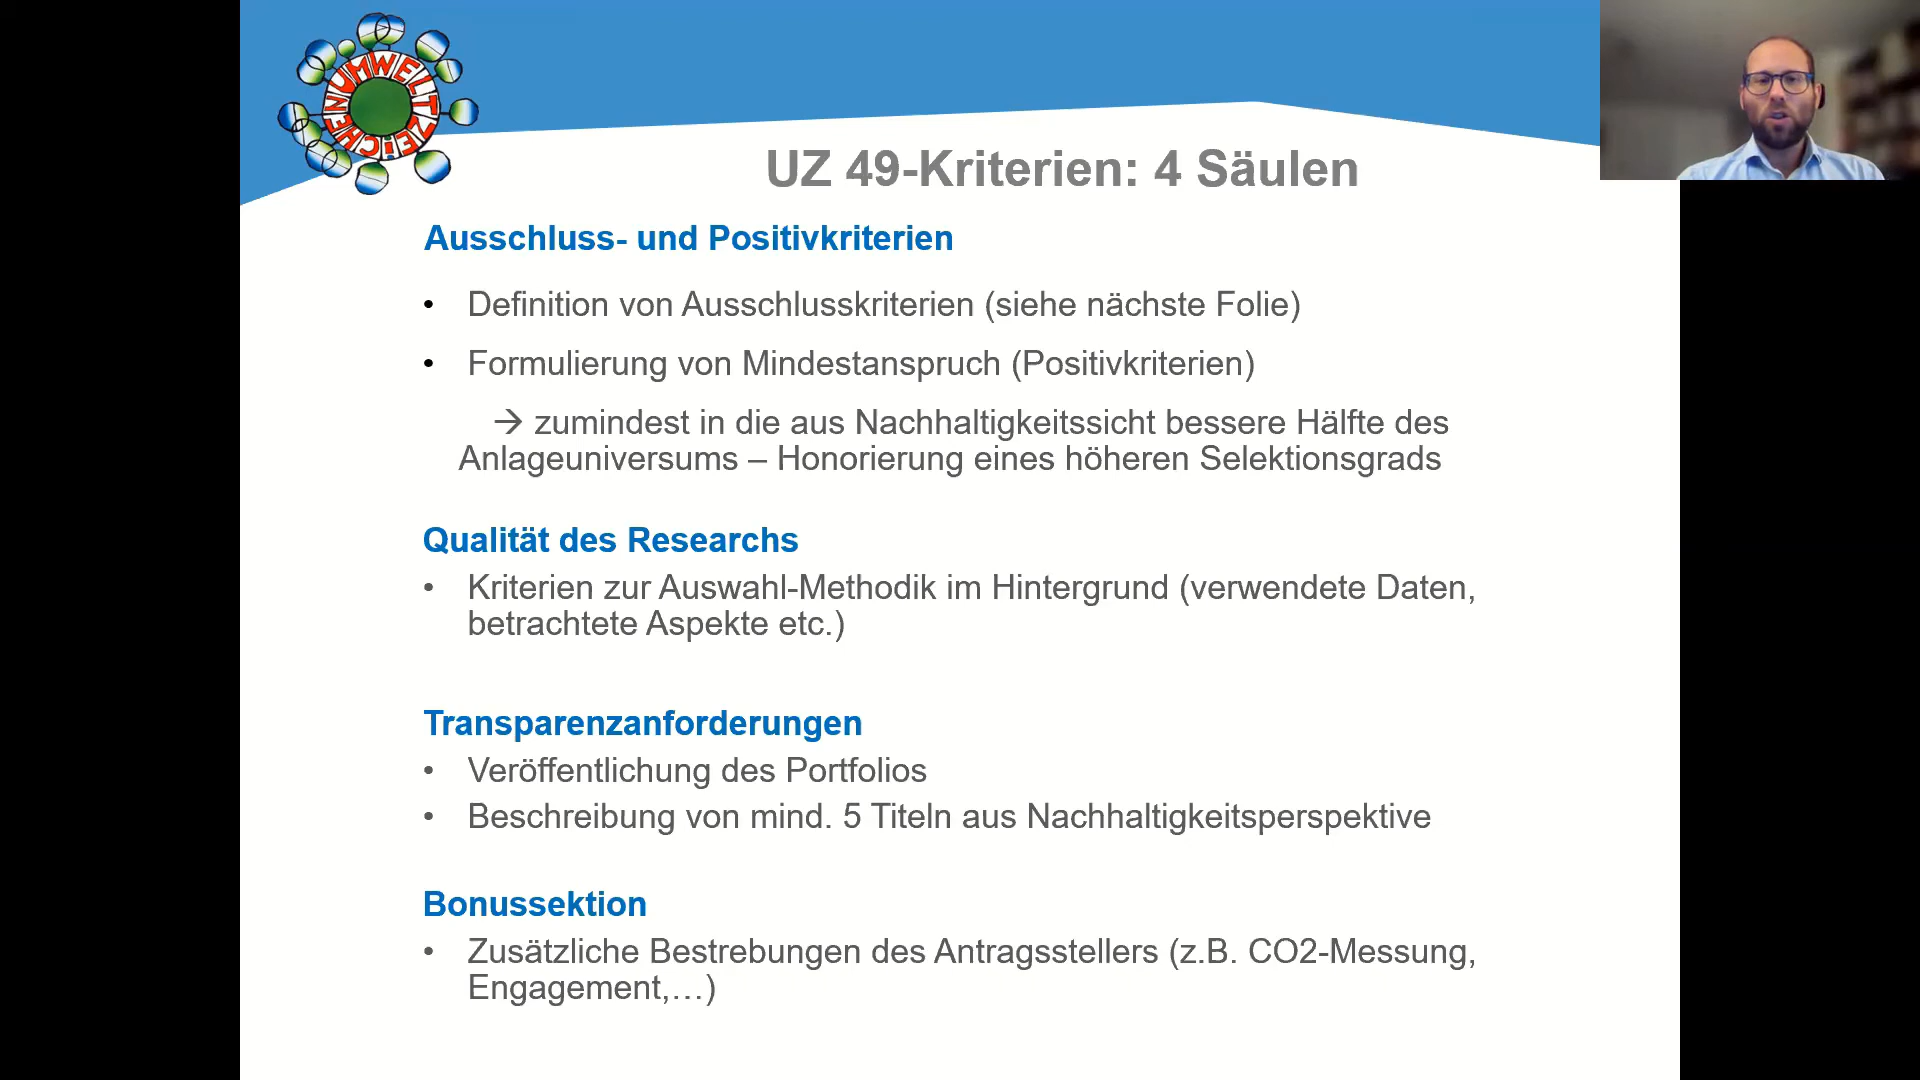 UMWELTZEICHEN
UZ 49-Kriterien: 4 Säulen
Ausschluss- und Positivkriterien
• Definition von Ausschlusskriterien (siehe nächste Folie)
• Formulierung von Mindestanspruch (Positivkriterien)
→ zumindest in die aus Nachhaltigkeitssicht bessere Hälfte des
Anlageuniversums – Honorierung eines höheren Selektionsgrads
Qualität des Researchs
• Kriterien zur Auswahl-Methodik im Hintergrund (verwendete Daten,
betrachtete Aspekte etc.)
Transparenzanforderungen
• Veröffentlichung des Portfolios
• Beschreibung von mind. 5 Titeln aus Nachhaltigkeitsperspektive
Bonussektion
• Zusätzliche Bestrebungen des Antragsstellers (z.B. CO2-Messung,
Engagement,…)